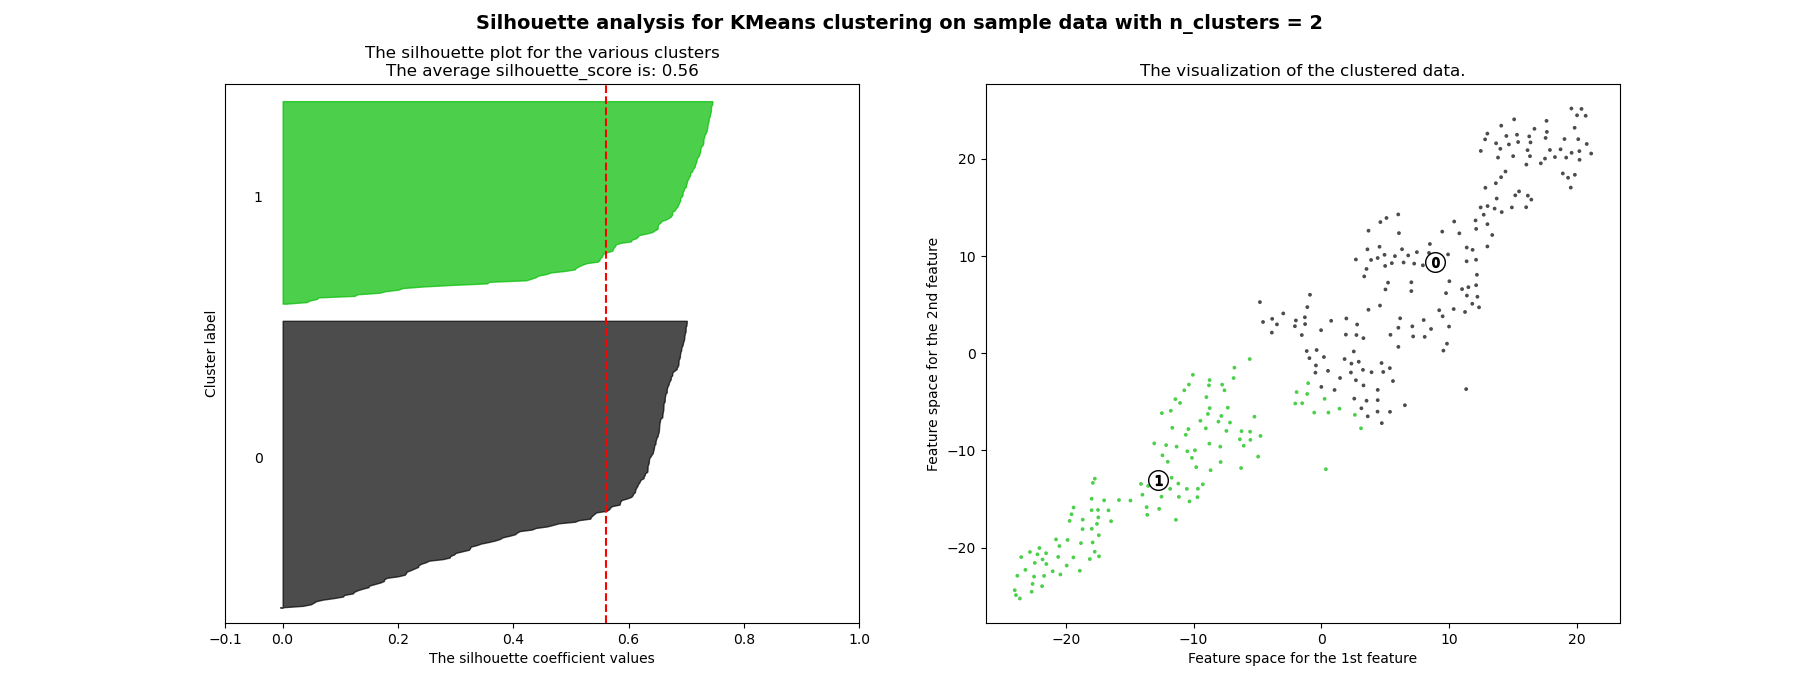 Silhouette analysis for KMeans clustering on sample data with n_clusters = 2
The silhouette plot for the various clusters
The average silhouette_score is: 0.56
1
0
Cluster label
−0.1 0.0 0.2 0.4 0.6 0.8 1.0
The silhouette coefficient values
The visualization of the clustered data.
20
10
0
−10
−20
Feature space for the 2nd feature
0
1
−20 −10 0 10 20
Feature space for the 1st feature